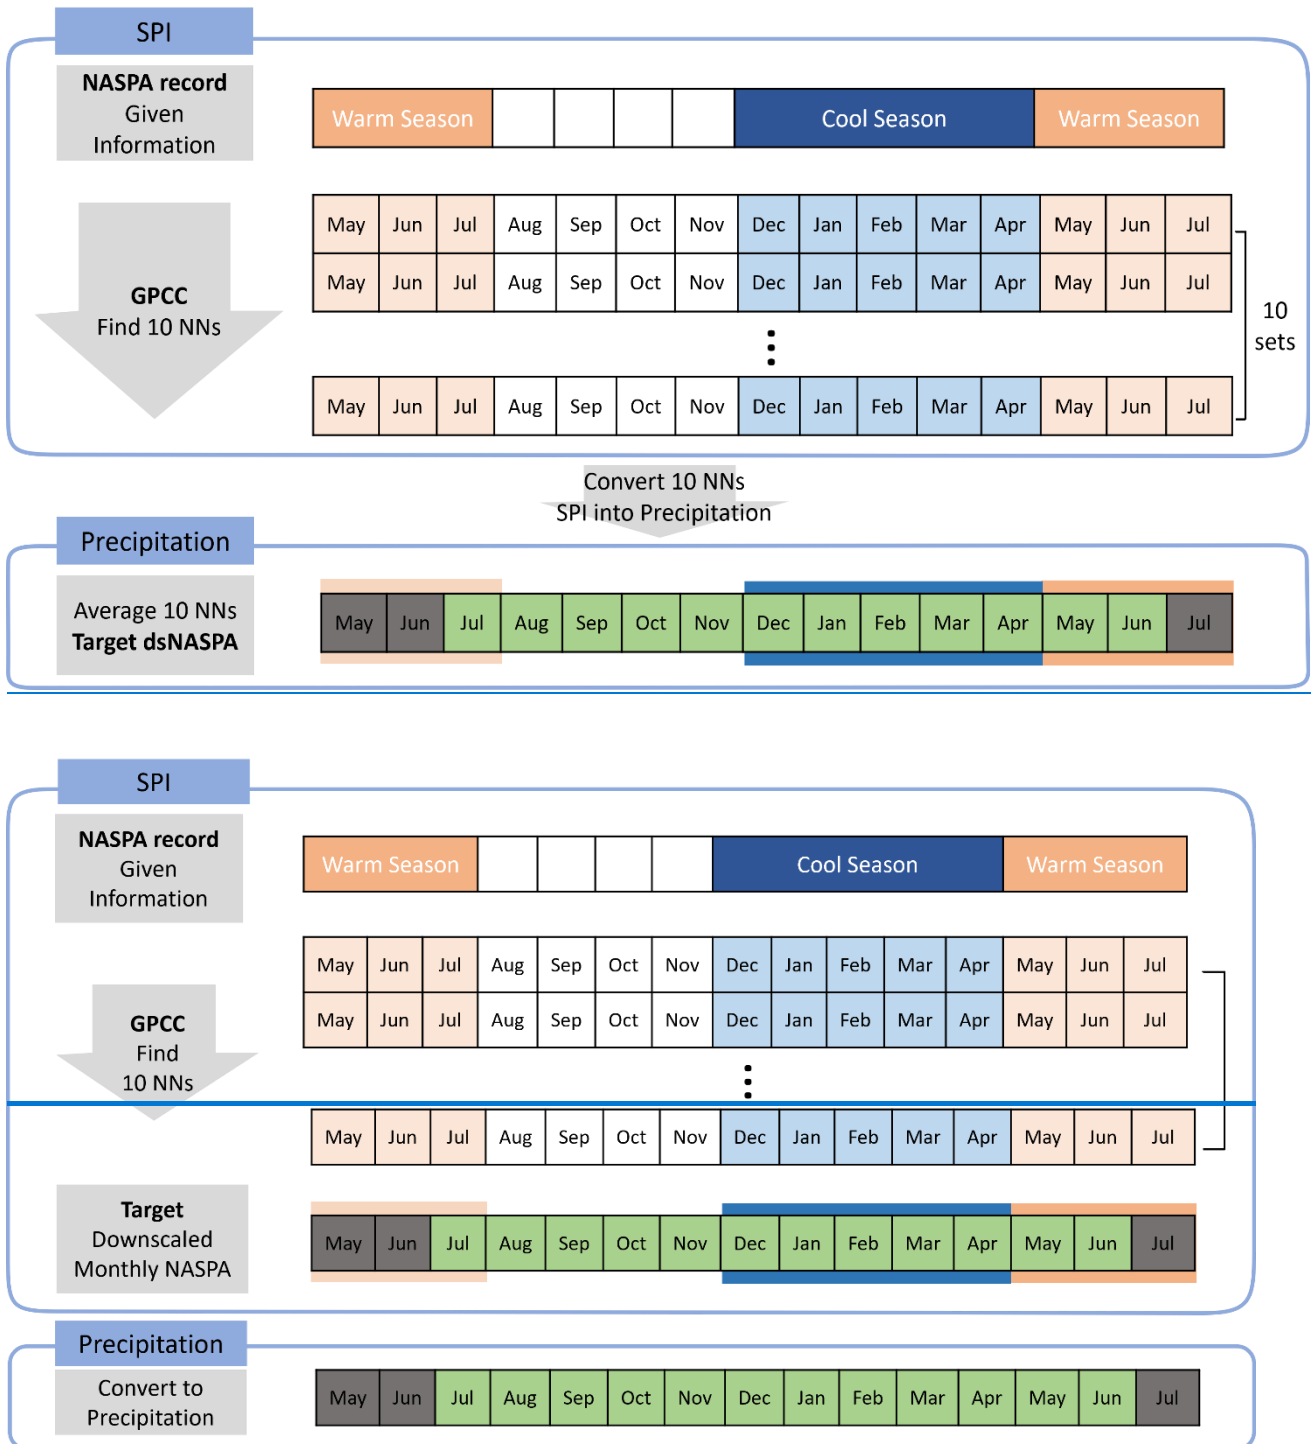 SPI
NASPA record
Given
Information
Warm Season Cool Season Warm Season
May Jun Jul Aug Sep Oct Nov Dec Jan Feb Mar Apr May Jun Jul
May Jun Jul Aug Sep Oct Nov Dec Jan Feb Mar Apr May Jun Jul
GPCC
Find 10 NNs
10
sets
May Jun Jul Aug Sep Oct Nov Dec Jan Feb Mar Apr May Jun Jul
Convert 10 NNs
SPI into Precipitation
Precipitation
Average 10 NNs
Target dsNASPA
May Jun Jul Aug Sep Oct Nov Dec Jan Feb Mar Apr May Jun Jul
SPI
NASPA record
Given
Information
Warm Season Cool Season Warm Season
May Jun Jul Aug Sep Oct Nov Dec Jan Feb Mar Apr May Jun Jul
May Jun Jul Aug Sep Oct Nov Dec Jan Feb Mar Apr May Jun Jul
GPCC
Find
10 NNs
May Jun Jul Aug Sep Oct Nov Dec Jan Feb Mar Apr May Jun Jul
Target
Downscaled
Monthly NASPA
May Jun Jul Aug Sep Oct Nov Dec Jan Feb Mar Apr May Jun Jul
Precipitation
Convert to
Precipitation
May Jun Jul Aug Sep Oct Nov Dec Jan Feb Mar Apr May Jun Jul